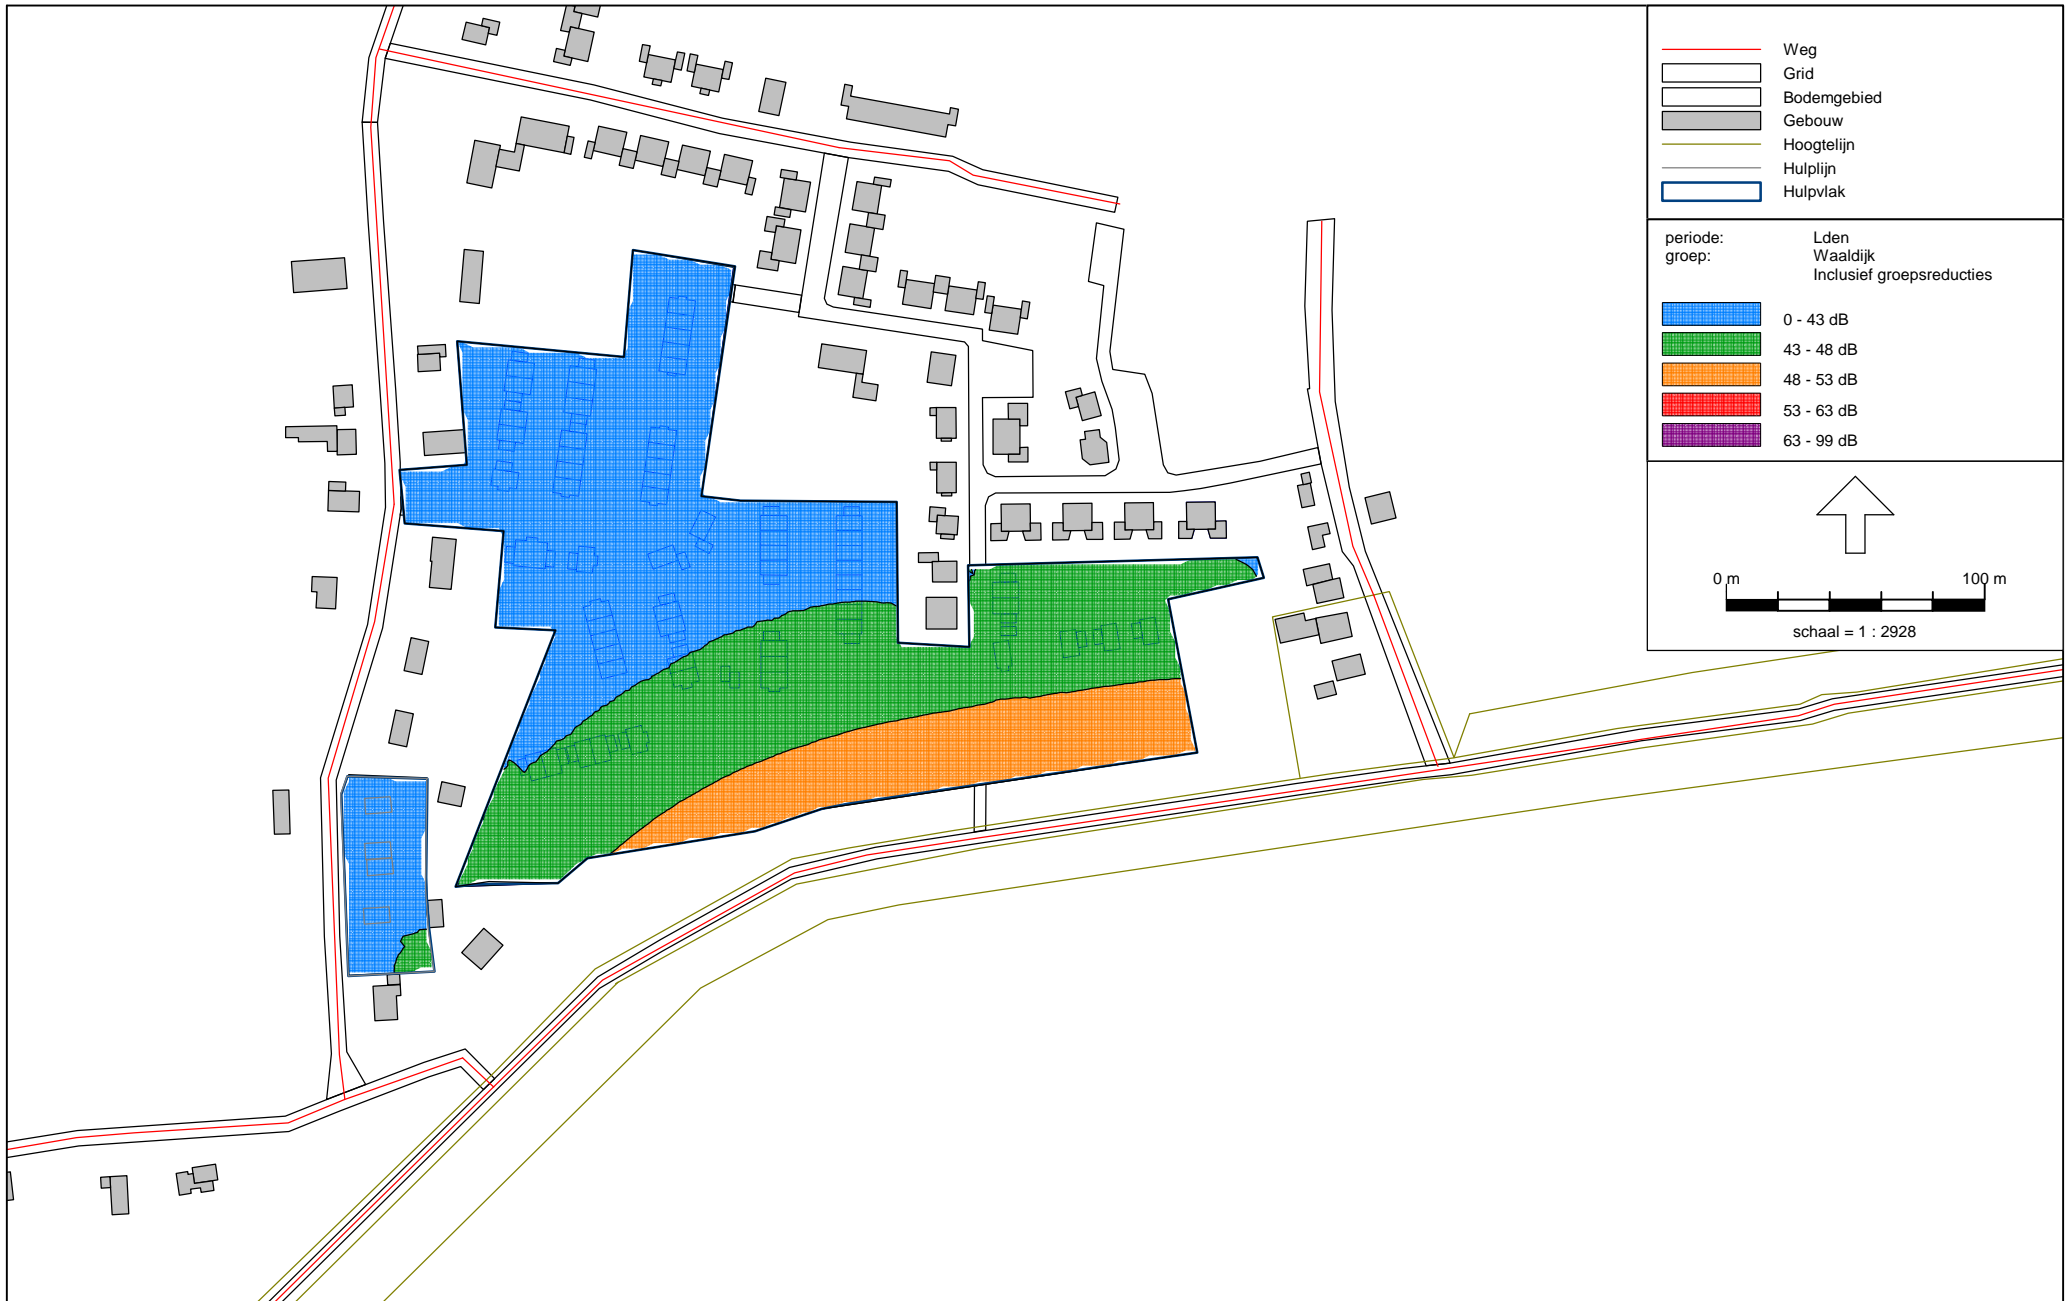 Weg
Grid
Bodemgebied
Gebouw
Hoogtelijn
Hulplijn
Hulpvlak
periode: Lden
groep: Waaldijk
Inclusief groepsreducties
0 - 43 dB
43 - 48 dB
48 - 53 dB
53 - 63 dB
63 - 99 dB
0 m 100 m
schaal = 1 : 2928